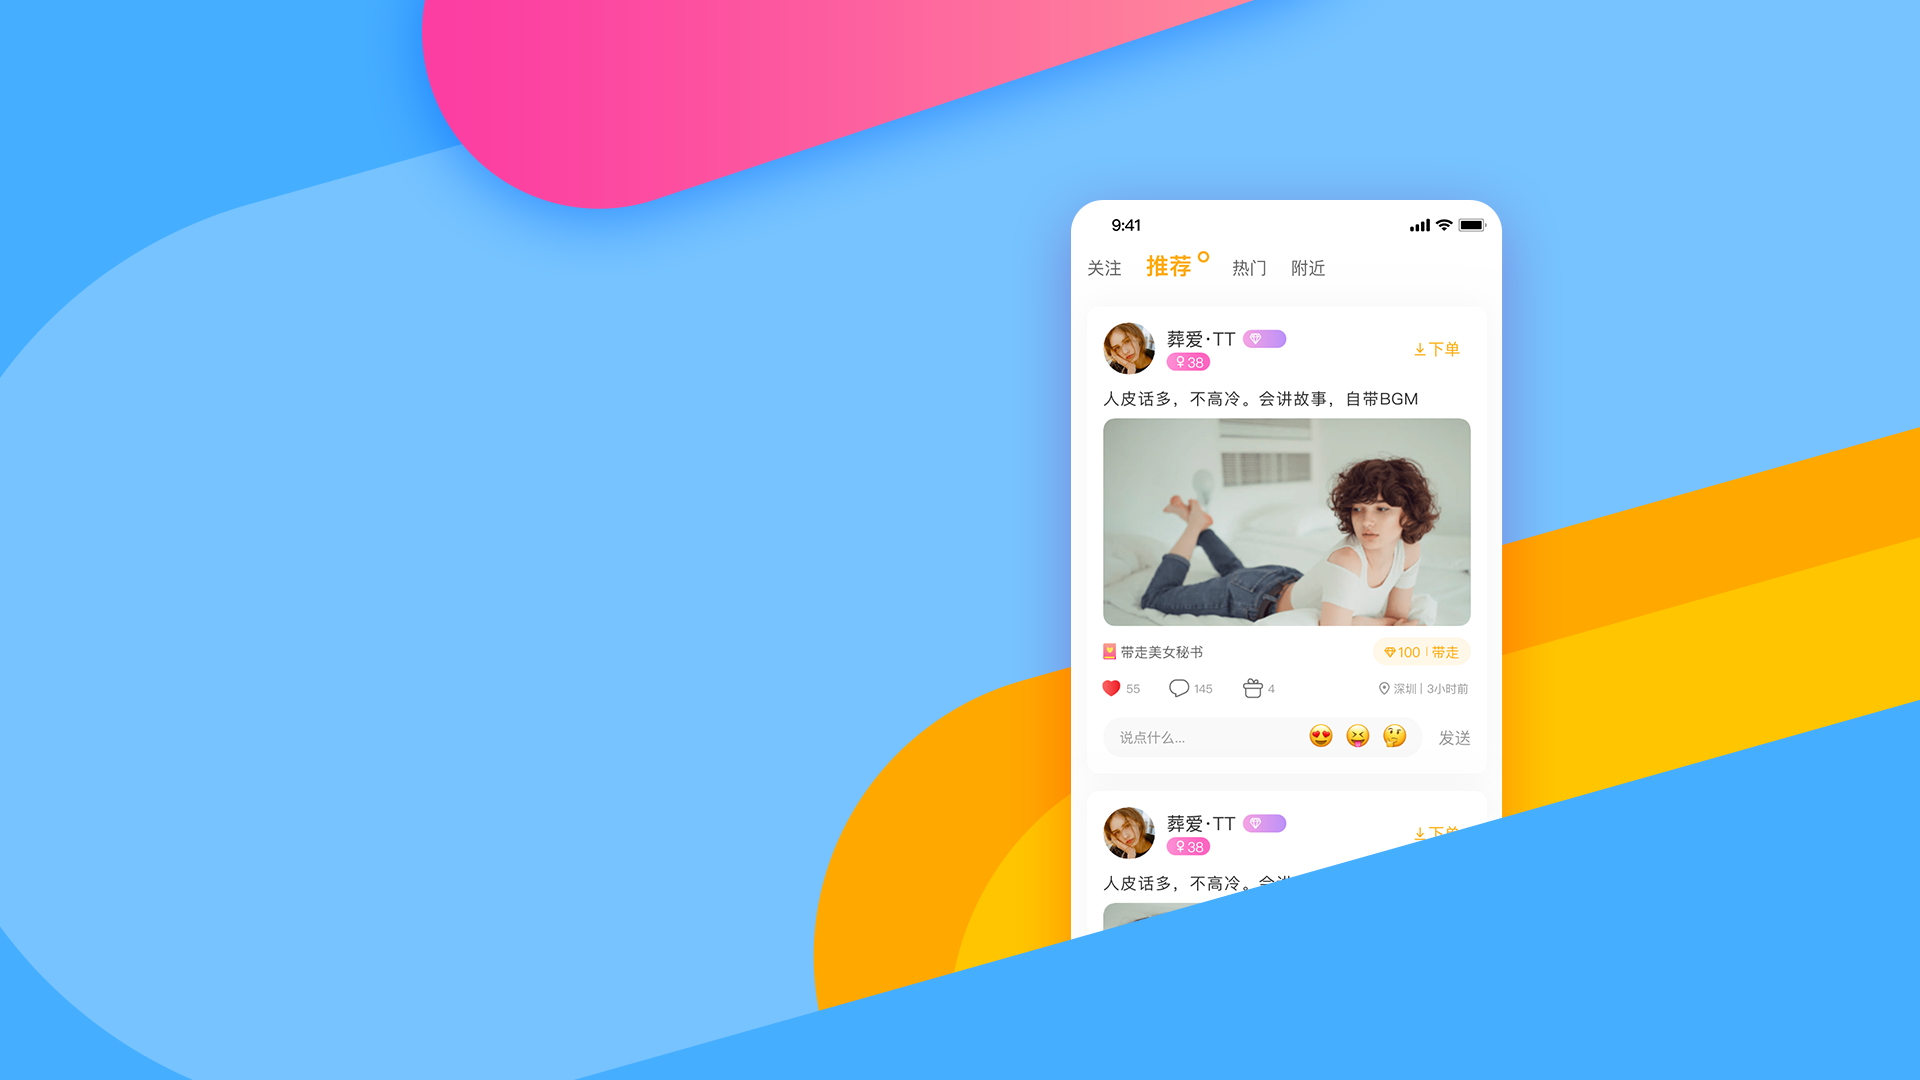 9:41
关注 推荐 热门 附近
葬爱·TT
♀38
下单
人皮话多，不高冷。会讲故事，自带BGM
带走美女秘书
100 | 带走
55 145 4
深圳 | 3小时前
说点什么...
发送
葬爱·TT
♀38
下单
人皮话多，不高冷。会讲